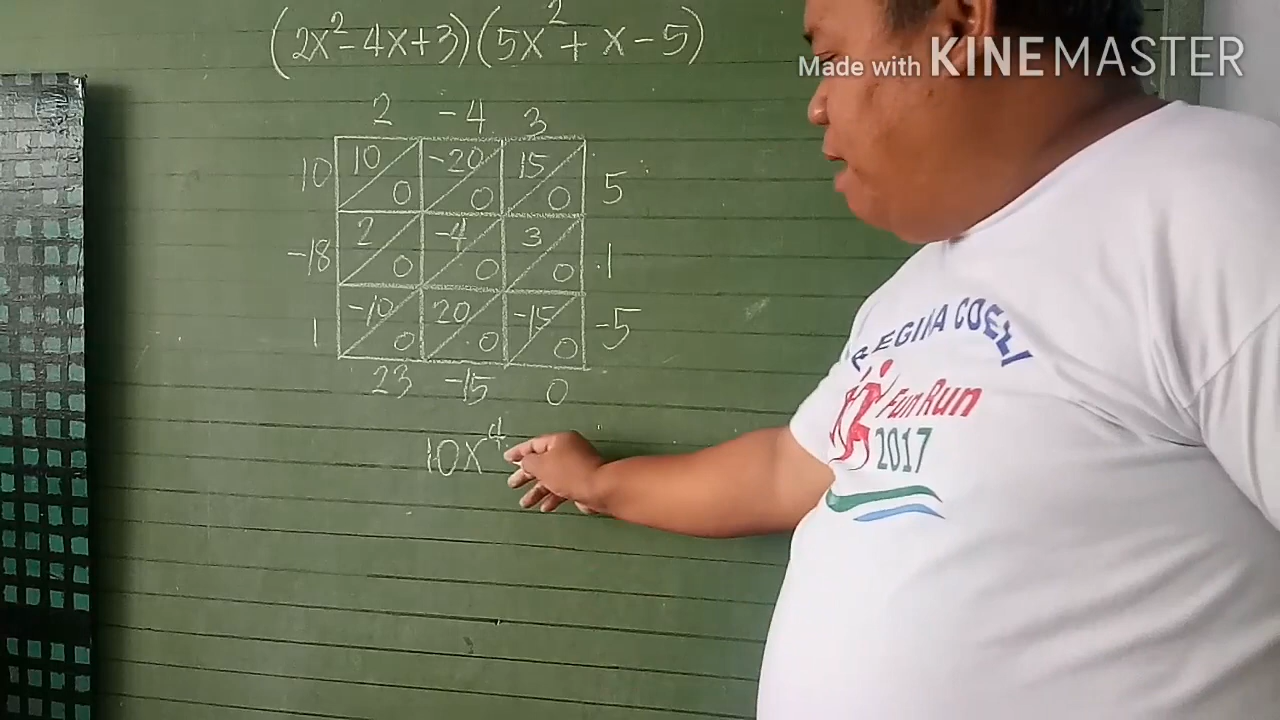 (2x²-4x+3)(5x²+x-5)
Made with KINEMASTER
2 -4 3
10 10 -20 15 5
0 0 0
-18 2 -4 3 1
0 0 0
1 -10 20 -15 -5
0 0 0
23 -15 0
10x⁴
REGINA COELI
Fun Run
2017